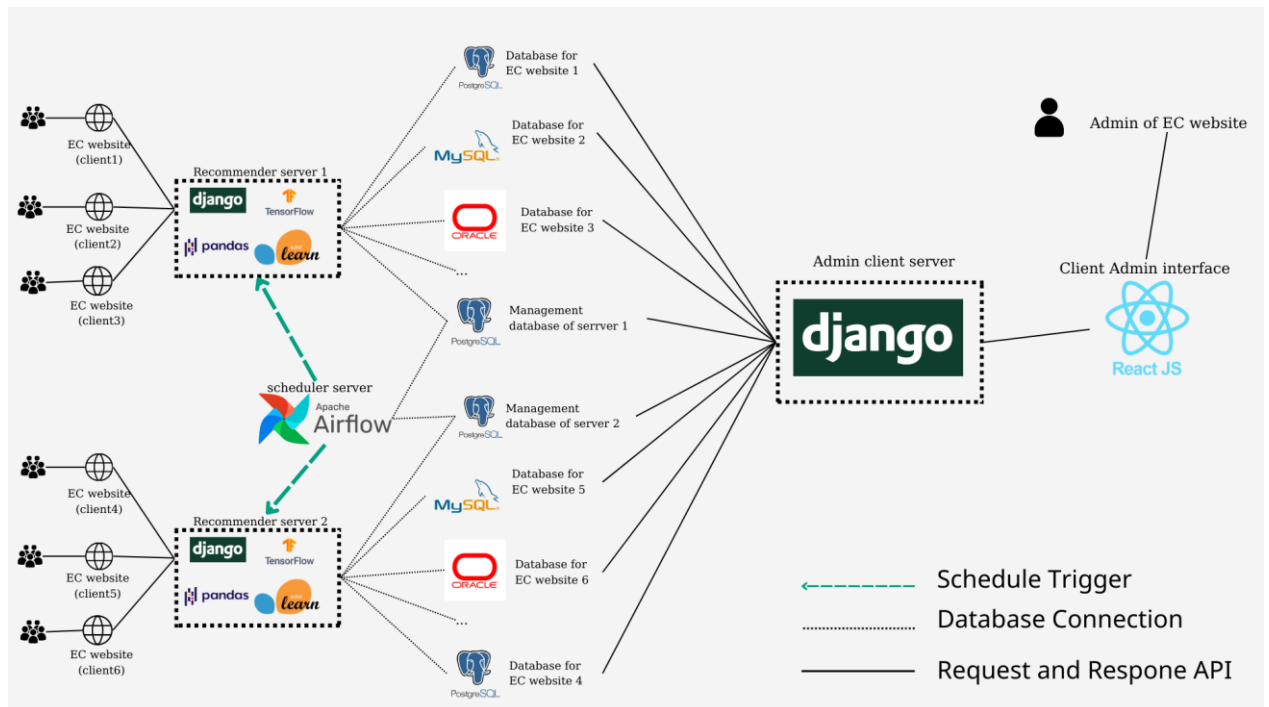 EC website
(client1)
EC website
(client2)
EC website
(client3)
Recommender server 1
django
TensorFlow
pandas
learn
scheduler server
Apache
Airflow
EC website
(client4)
EC website
(client5)
EC website
(client6)
Recommender server 2
django
TensorFlow
pandas
learn
PostgreSQL
Database for
EC website 1
MySQL
Database for
EC website 2
ORACLE
Database for
EC website 3
...
PostgreSQL
Management
database of serrver 1
PostgreSQL
Management
database of server 2
MySQL
Database for
EC website 5
ORACLE
Database for
EC website 6
...
PostgreSQL
Database for
EC website 4
Admin client server
django
Admin of EC website
Client Admin interface
React JS
Schedule Trigger
Database Connection
Request and Respone API